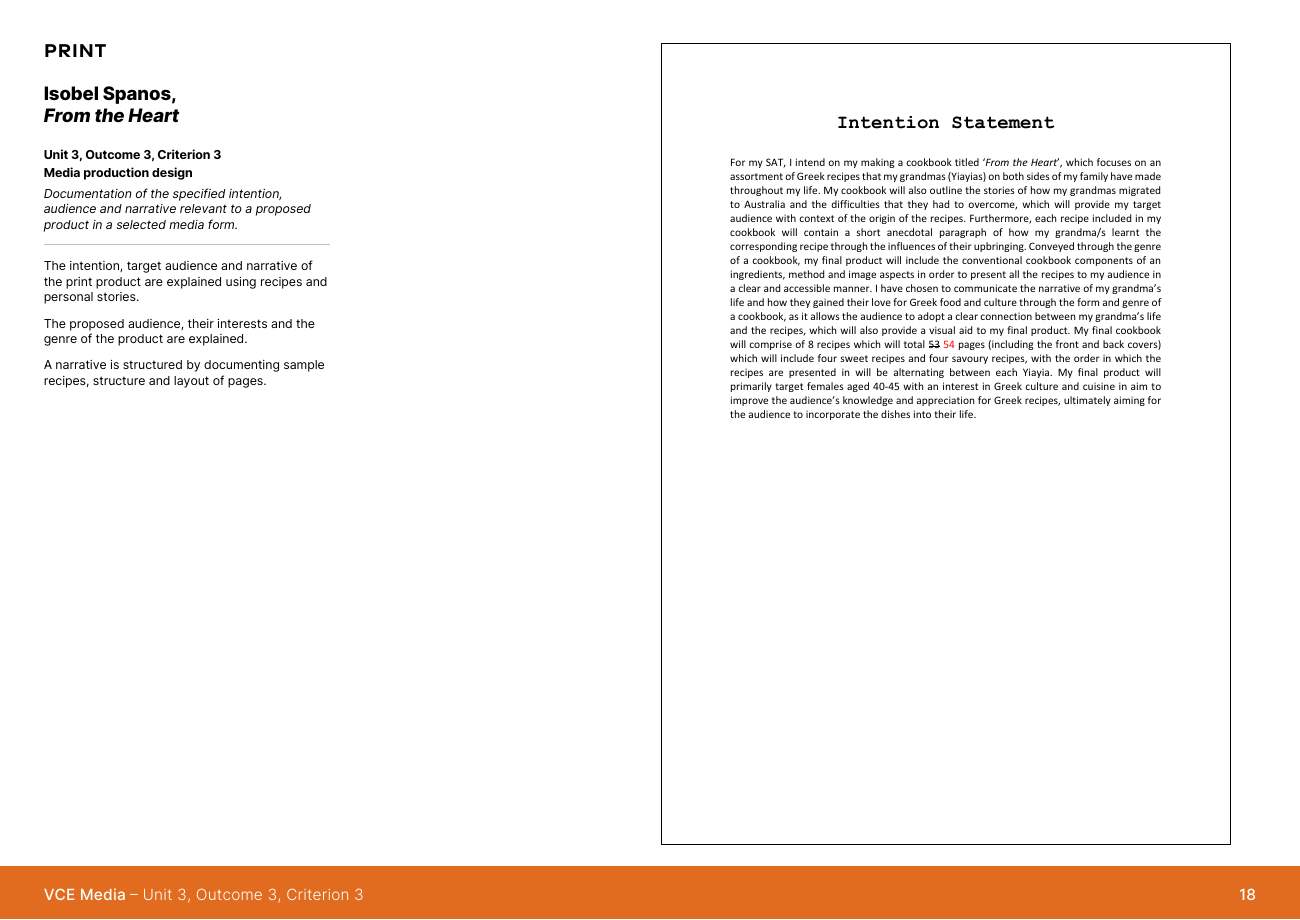 PRINT
Isobel Spanos,
From the Heart
Unit 3, Outcome 3, Criterion 3
Media production design
Documentation of the specified intention,
audience and narrative relevant to a proposed
product in a selected media form.
The intention, target audience and narrative of
the print product are explained using recipes and
personal stories.
The proposed audience, their interests and the
genre of the product are explained.
A narrative is structured by documenting sample
recipes, structure and layout of pages.
Intention Statement
For my SAT, I intend on my making a cookbook titled ‘From the Heart’, which focuses on an
assortment of Greek recipes that my grandmas (Yiayias) on both sides of my family have made
throughout my life. My cookbook will also outline the stories of how my grandmas migrated
to Australia and the difficulties that they had to overcome, which will provide my target
audience with context of the origin of the recipes. Furthermore, each recipe included in my
cookbook will contain a short anecdotal paragraph of how my grandma/s learnt the
corresponding recipe through the influences of their upbringing. Conveyed through the genre
of a cookbook, my final product will include the conventional cookbook components of an
ingredients, method and image aspects in order to present all the recipes to my audience in
a clear and accessible manner. I have chosen to communicate the narrative of my grandma’s
life and how they gained their love for Greek food and culture through the form and genre of
a cookbook, as it allows the audience to adopt a clear connection between my grandma’s life
and the recipes, which will also provide a visual aid to my final product. My final cookbook
will comprise of 8 recipes which will total 53 54 pages (including the front and back covers)
which will include four sweet recipes and four savoury recipes, with the order in which the
recipes are presented in will be alternating between each Yiayia. My final product will
primarily target females aged 40-45 with an interest in Greek culture and cuisine in aim to
improve the audience’s knowledge and appreciation for Greek recipes, ultimately aiming for
the audience to incorporate the dishes into their life.
VCE Media – Unit 3, Outcome 3, Criterion 3
18